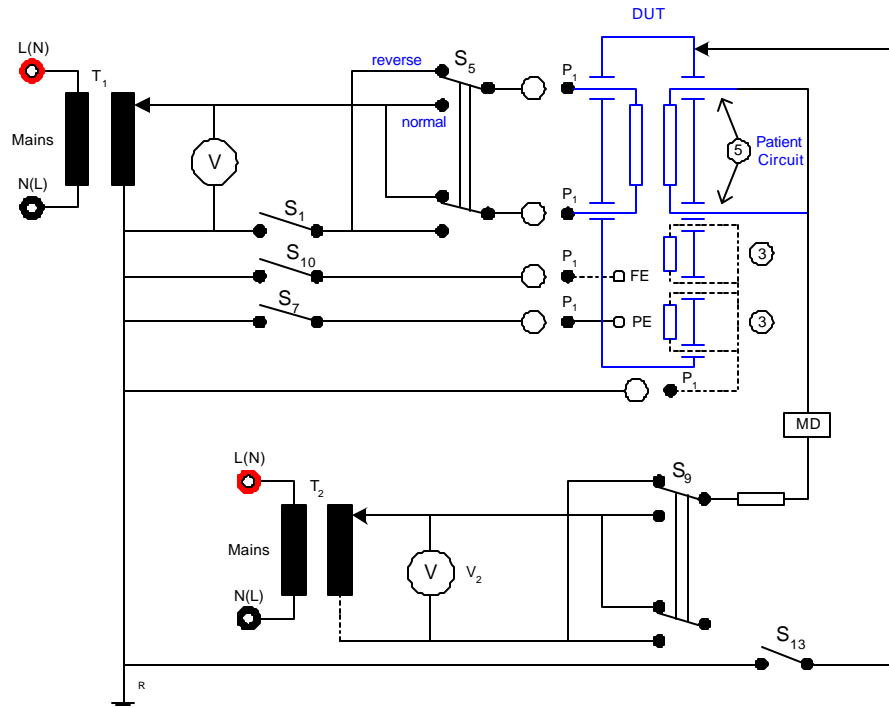 DUT
L(N)
T1
reverse
S5
P1
Mains
V
normal
5
Patient
Circuit
N(L)
S1
P1
S10
P1
FE
3
S7
P1
PE
3
P1
MD
L(N)
T2
S9
Mains
V
V2
N(L)
S13
R